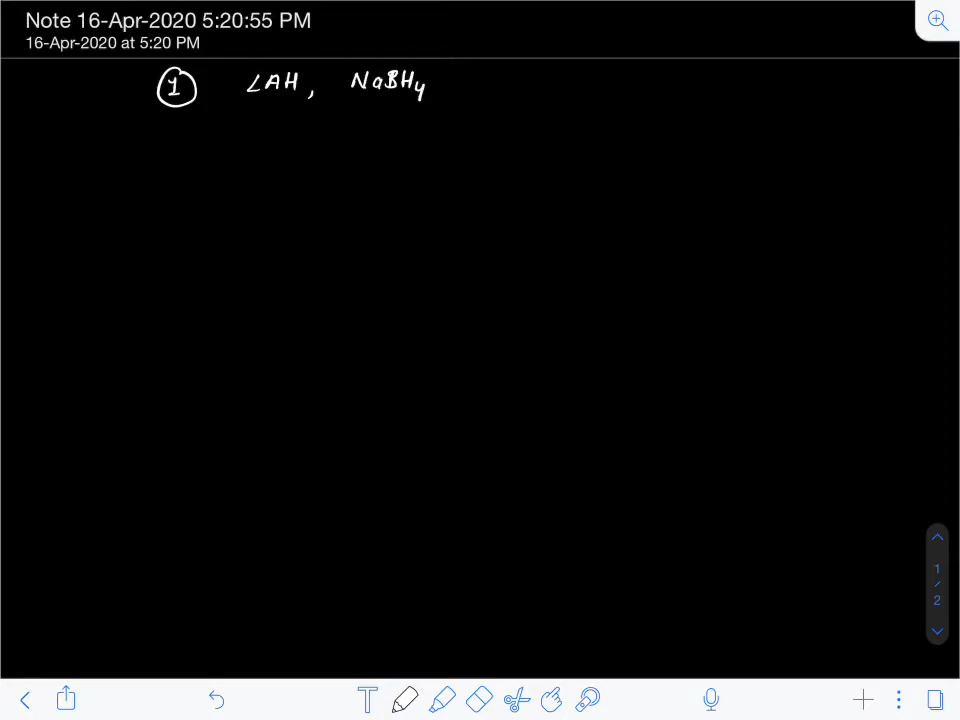 Note 16-Apr-2020 5:20:55 PM
16-Apr-2020 at 5:20 PM
1 LAH, NaBH4
1
/
2